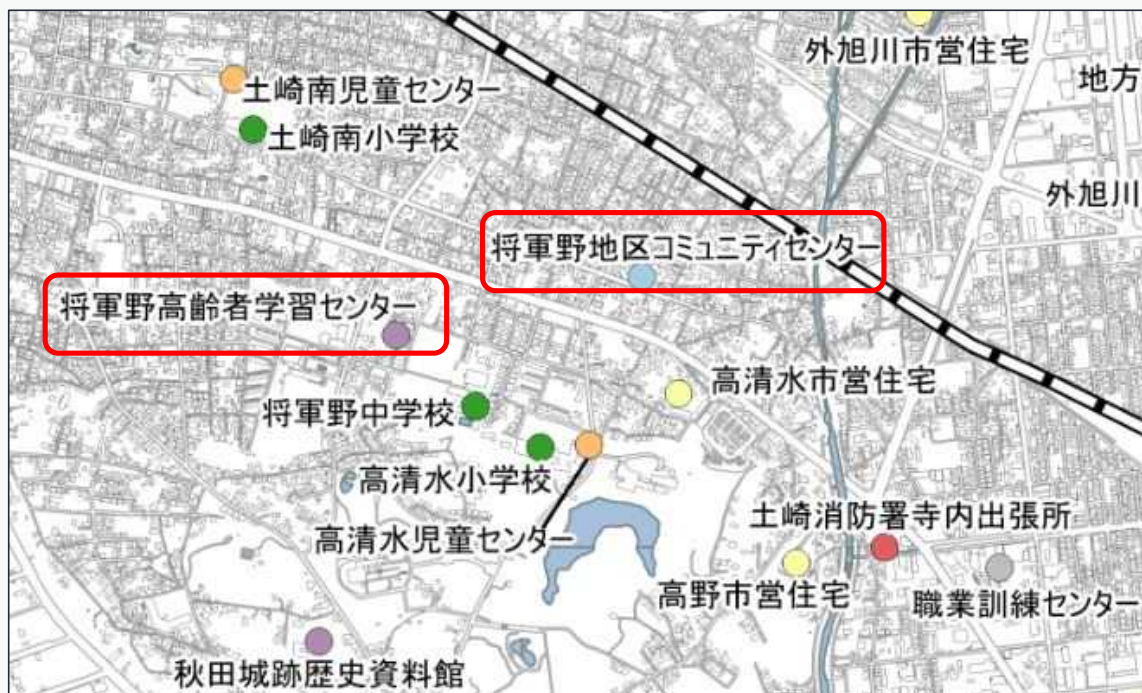 外旭川市営住宅
地方
土崎南児童センター
土崎南小学校
外旭川
将軍野地区コミュニティセンター
将軍野高齢者学習センター
高清水市営住宅
将軍野中学校
高清水小学校
高清水児童センター
土崎消防署寺内出張所
高野市営住宅
職業訓練センター
秋田城跡歴史資料館